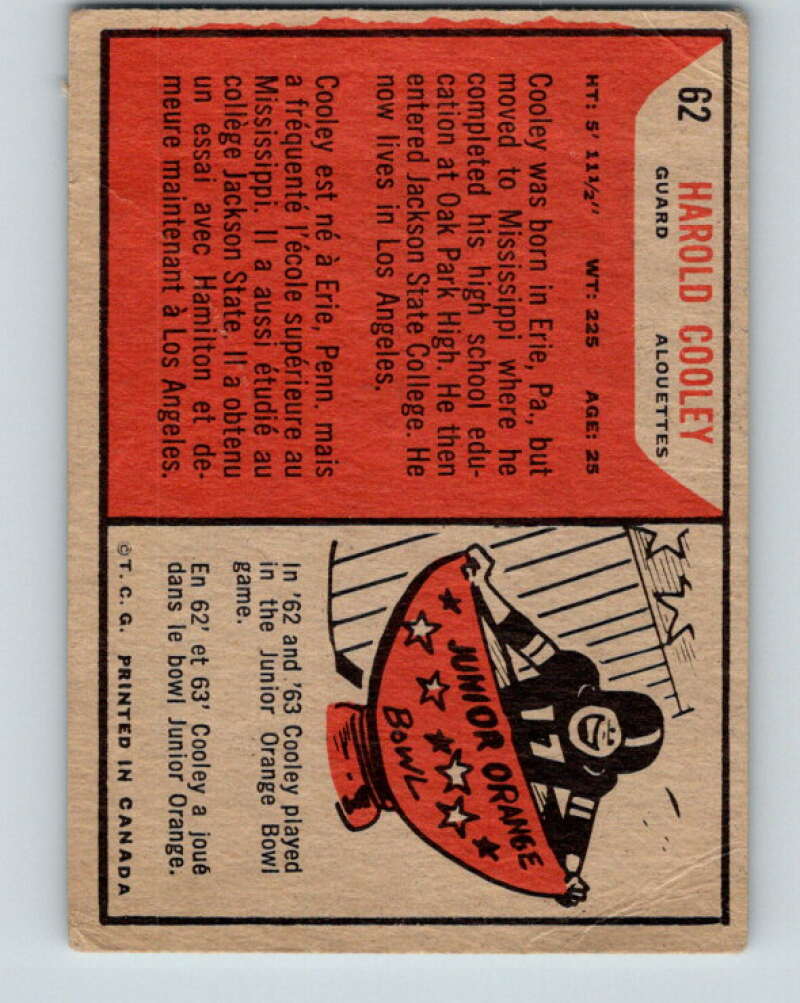 62
HAROLD COOLEY
GUARD ALOUETTES
HT: 5' 11 1/2" WT: 225 AGE: 25
Cooley was born in Erie, Pa., but
moved to Mississippi where he
completed his high school edu-
cation at Oak Park High. He then
entered Jackson State College. He
now lives in Los Angeles.
Cooley est né à Erie, Penn. mais
a fréquenté l'école supérieure au
Mississippi. Il a aussi étudié au
collège Jackson State. Il a obtenu
un essai avec Hamilton et de-
meure maintenant à Los Angeles.
JUNIOR ORANGE
BOWL
17
In '62 and '63 Cooley played
in the Junior Orange Bowl
game.
En 62' et 63' Cooley a joué
dans le bowl Junior Orange.
©T. C. G. PRINTED IN CANADA